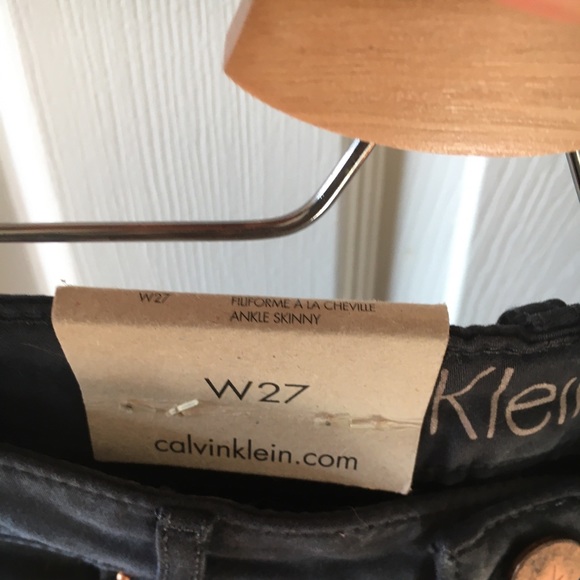 W27
FILIFORME À LA CHEVILLE
ANKLE SKINNY
W27
calvinklein.com
Klein